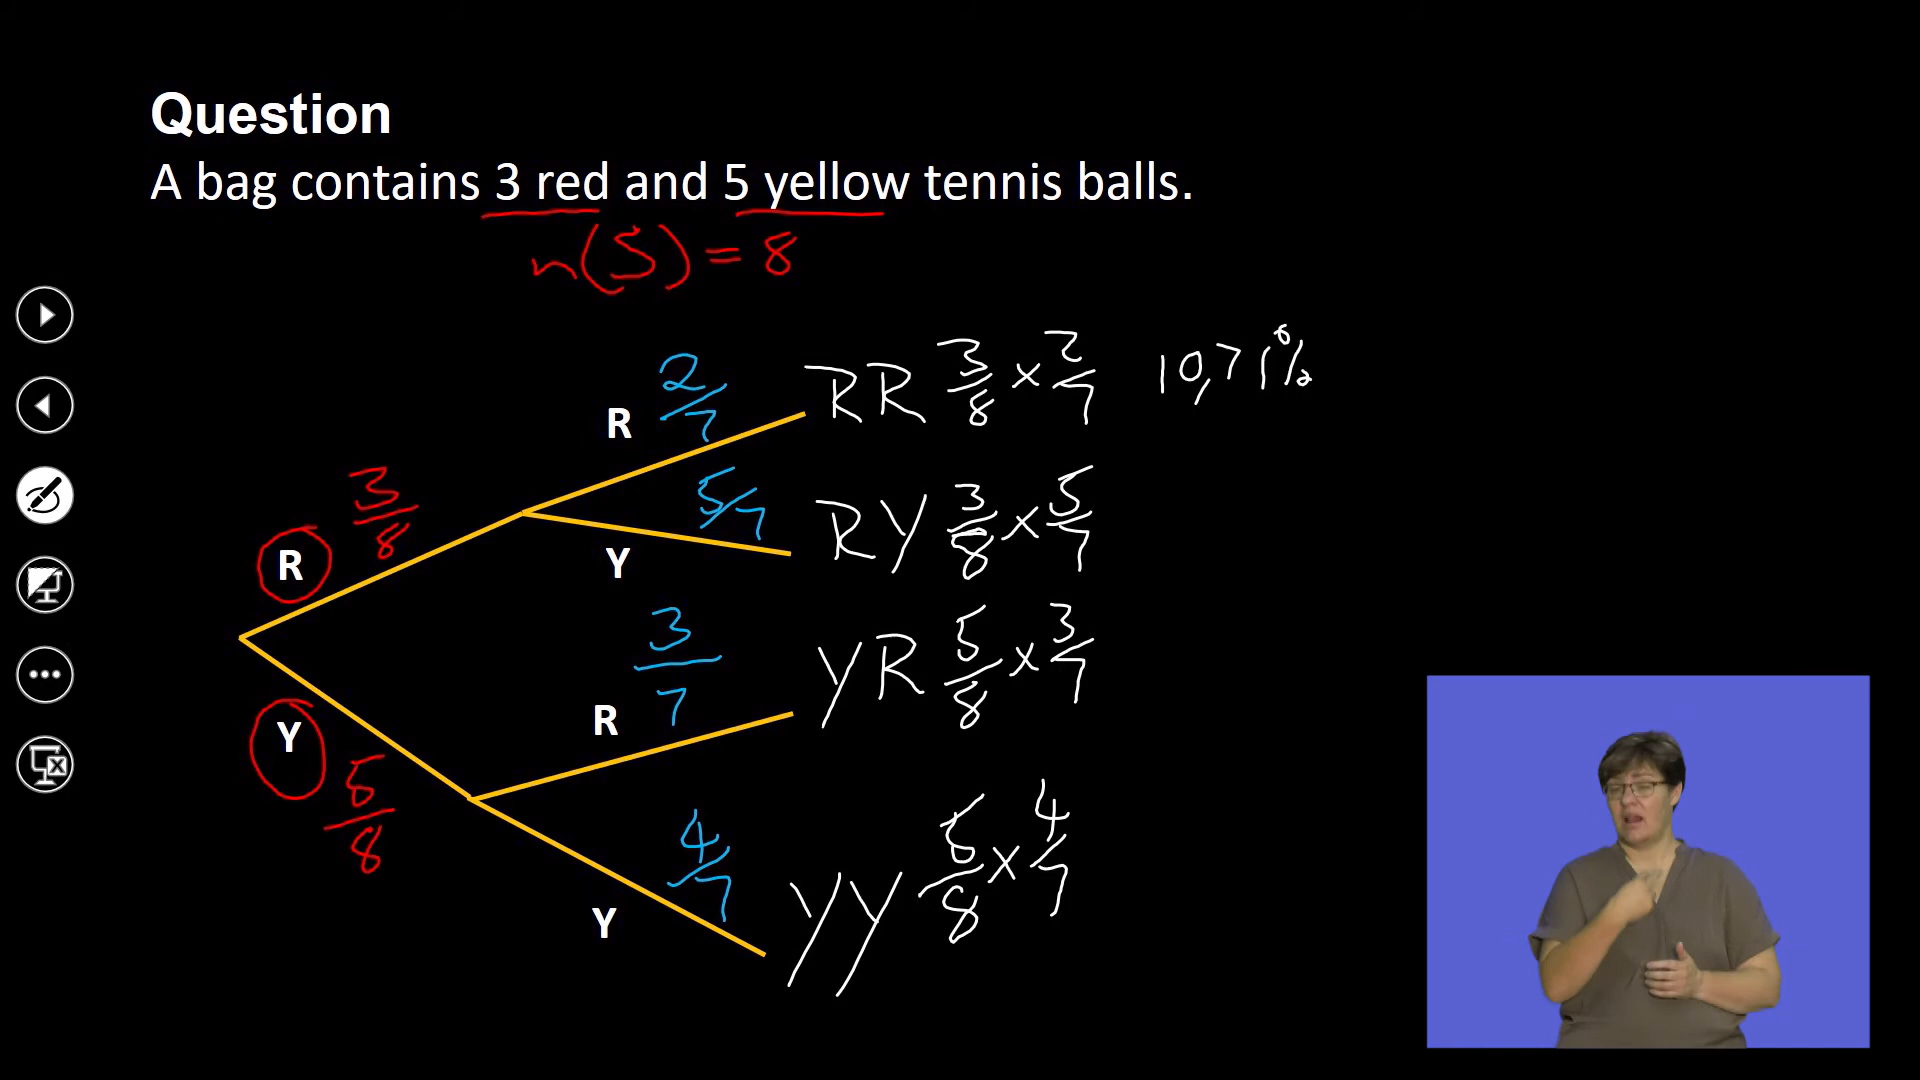 Question
A bag contains 3 red and 5 yellow tennis balls.
n(S) = 8
R 2/7 RR 3/8 × 2/7 10,71%
R 3/8
Y 5/7 RY 3/8 × 5/7
R 3/7 YR 5/8 × 3/7
Y 5/8
Y 4/7 YY 5/8 × 4/7